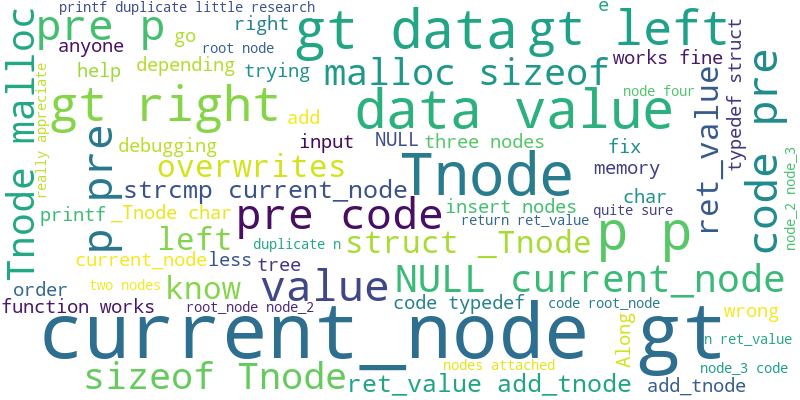 printf duplicate little research
pre p
go
right
root node
anyone
gt data
gt left
e
works fine
help
depending
trying
malloc sizeof
node four
typedef struct
Tnode malloc
really appreciate
gt right
data value
ret_value
code pre
add
p pre
debugging
input
NULL
three nodes
fix
overwrites
Tnode
memory
strcmp current_node
char
node_2 node_3
printf
_Tnode char
pre code
insert nodes
quite sure
return ret_value
p p
left
duplicate n
struct _Tnode
current_node
less
tree
know
value
NULL current_node
two nodes
order
function works
root_node node_2
code typedef
code root_node
wrong
current_node gt
Along
n ret_value
nodes attached
node_3 code
sizeof Tnode
ret_value add_tnode
add_tnode